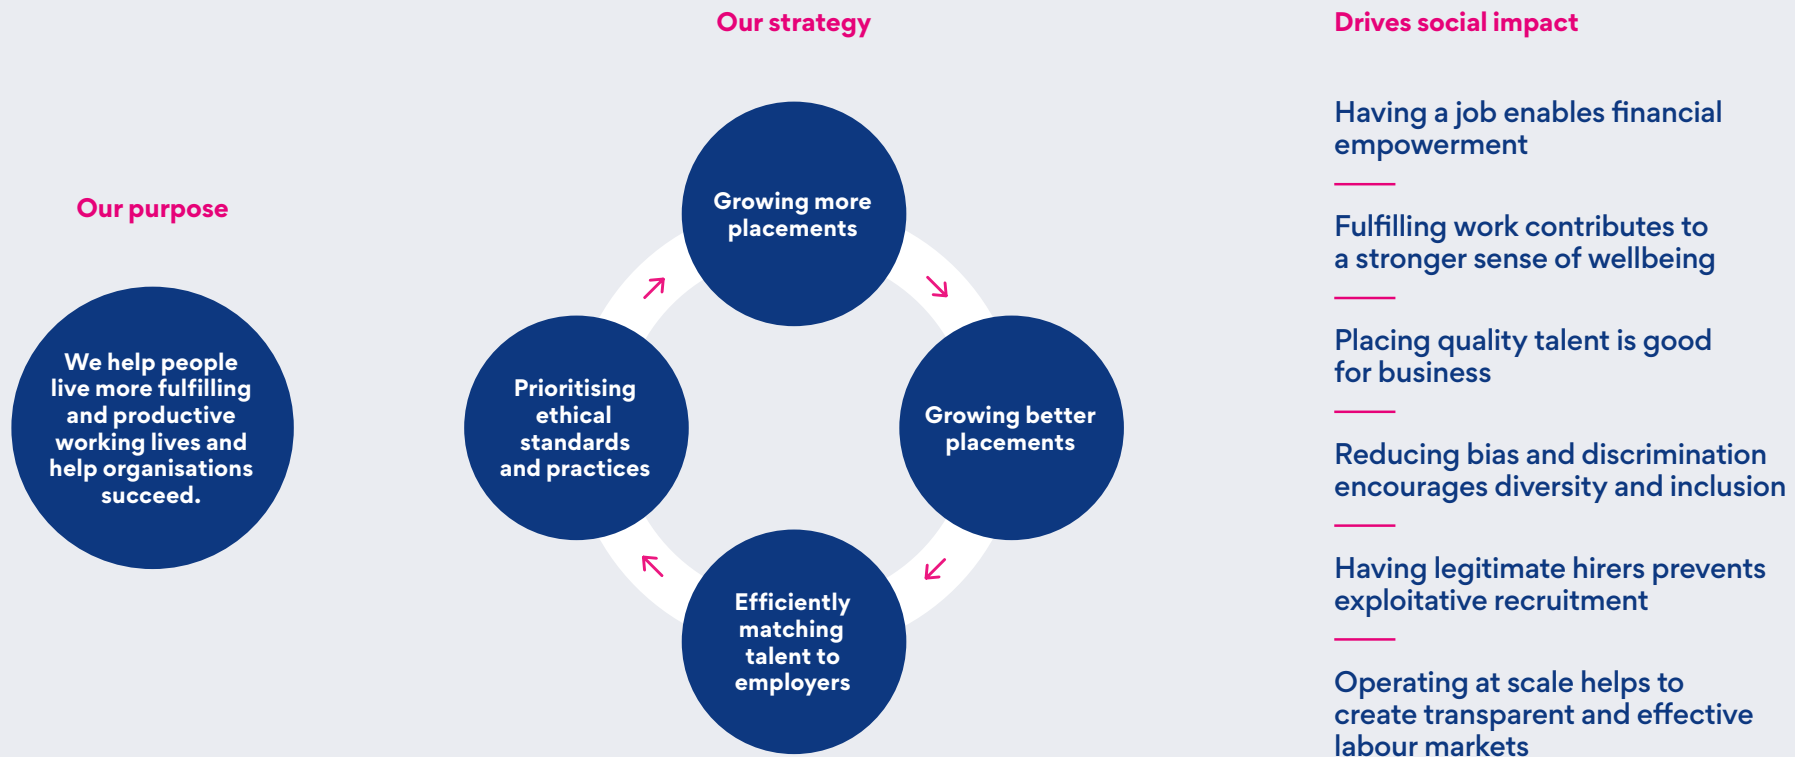 Our purpose
We help people
live more fulfilling
and productive
working lives and
help organisations
succeed.
Our strategy
Growing more
placements
Growing better
placements
Efficiently
matching
talent to
employers
Prioritising
ethical
standards
and practices
Drives social impact
Having a job enables financial
empowerment
Fulfilling work contributes to
a stronger sense of wellbeing
Placing quality talent is good
for business
Reducing bias and discrimination
encourages diversity and inclusion
Having legitimate hirers prevents
exploitative recruitment
Operating at scale helps to
create transparent and effective
labour markets